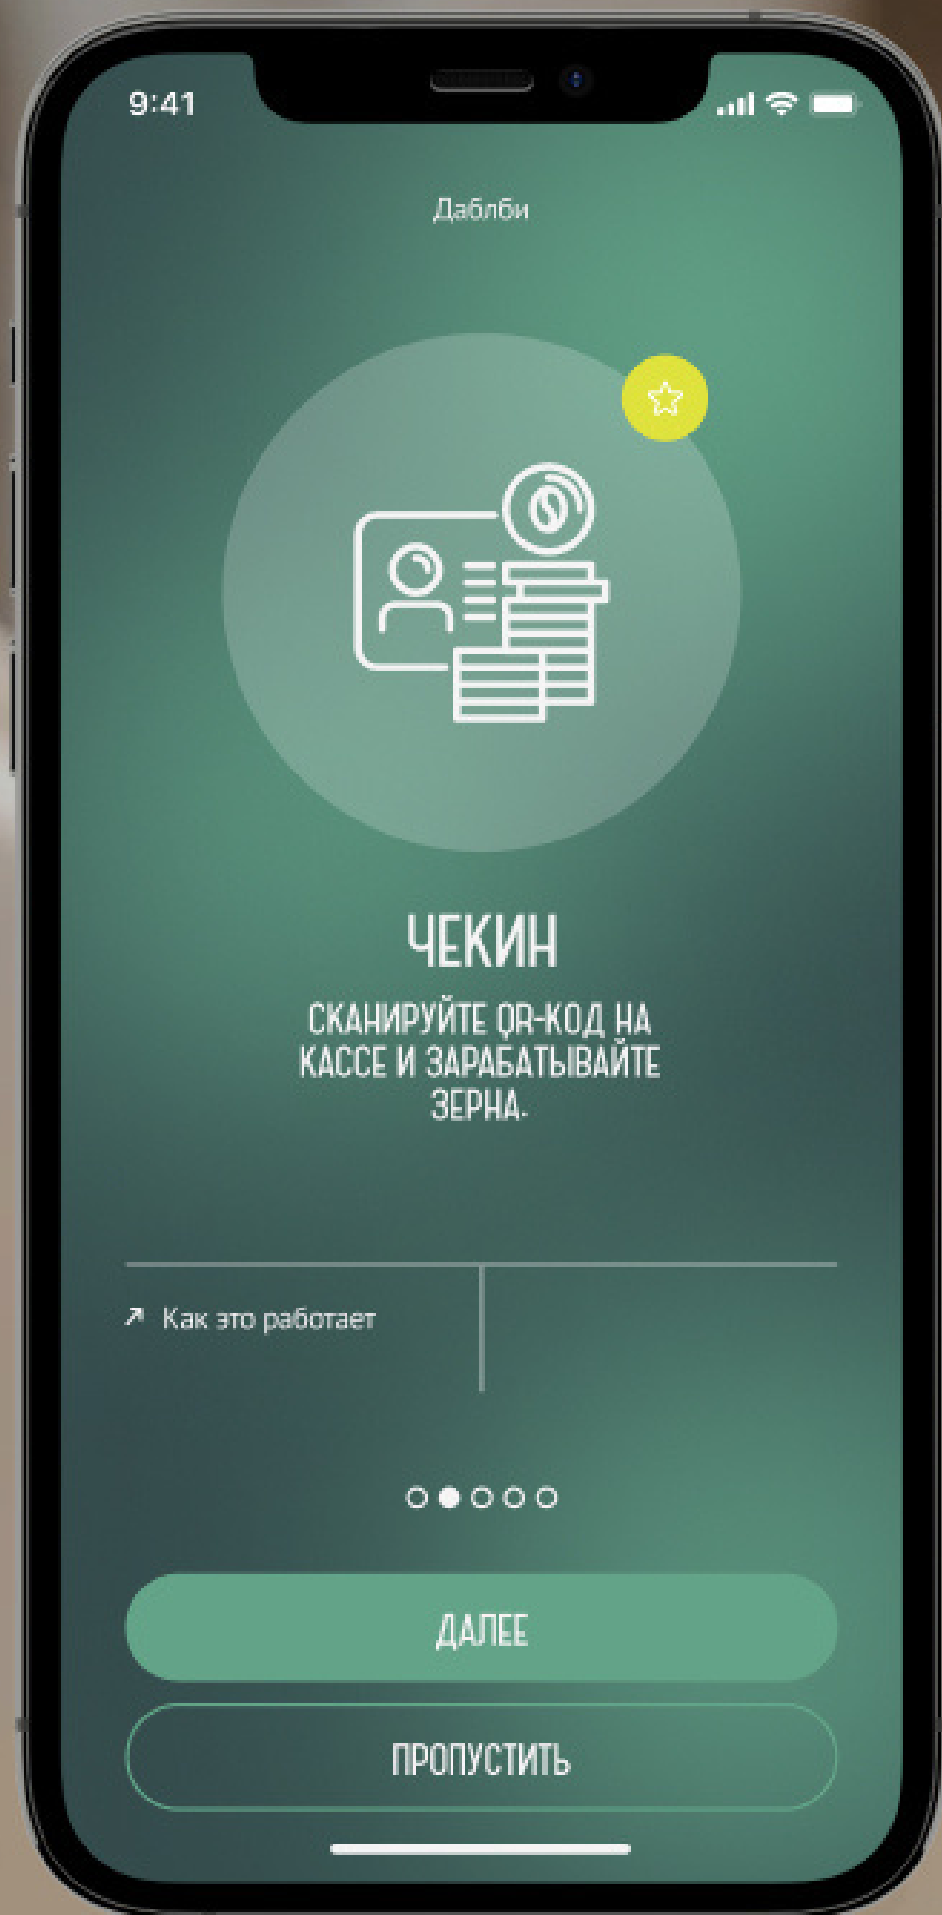 9:41
Даблби
ЧЕКИН
СКАНИРУЙТЕ QR-КОД НА
КАССЕ И ЗАРАБАТЫВАЙТЕ
ЗЕРНА.
Как это работает
ДАЛЕЕ
ПРОПУСТИТЬ